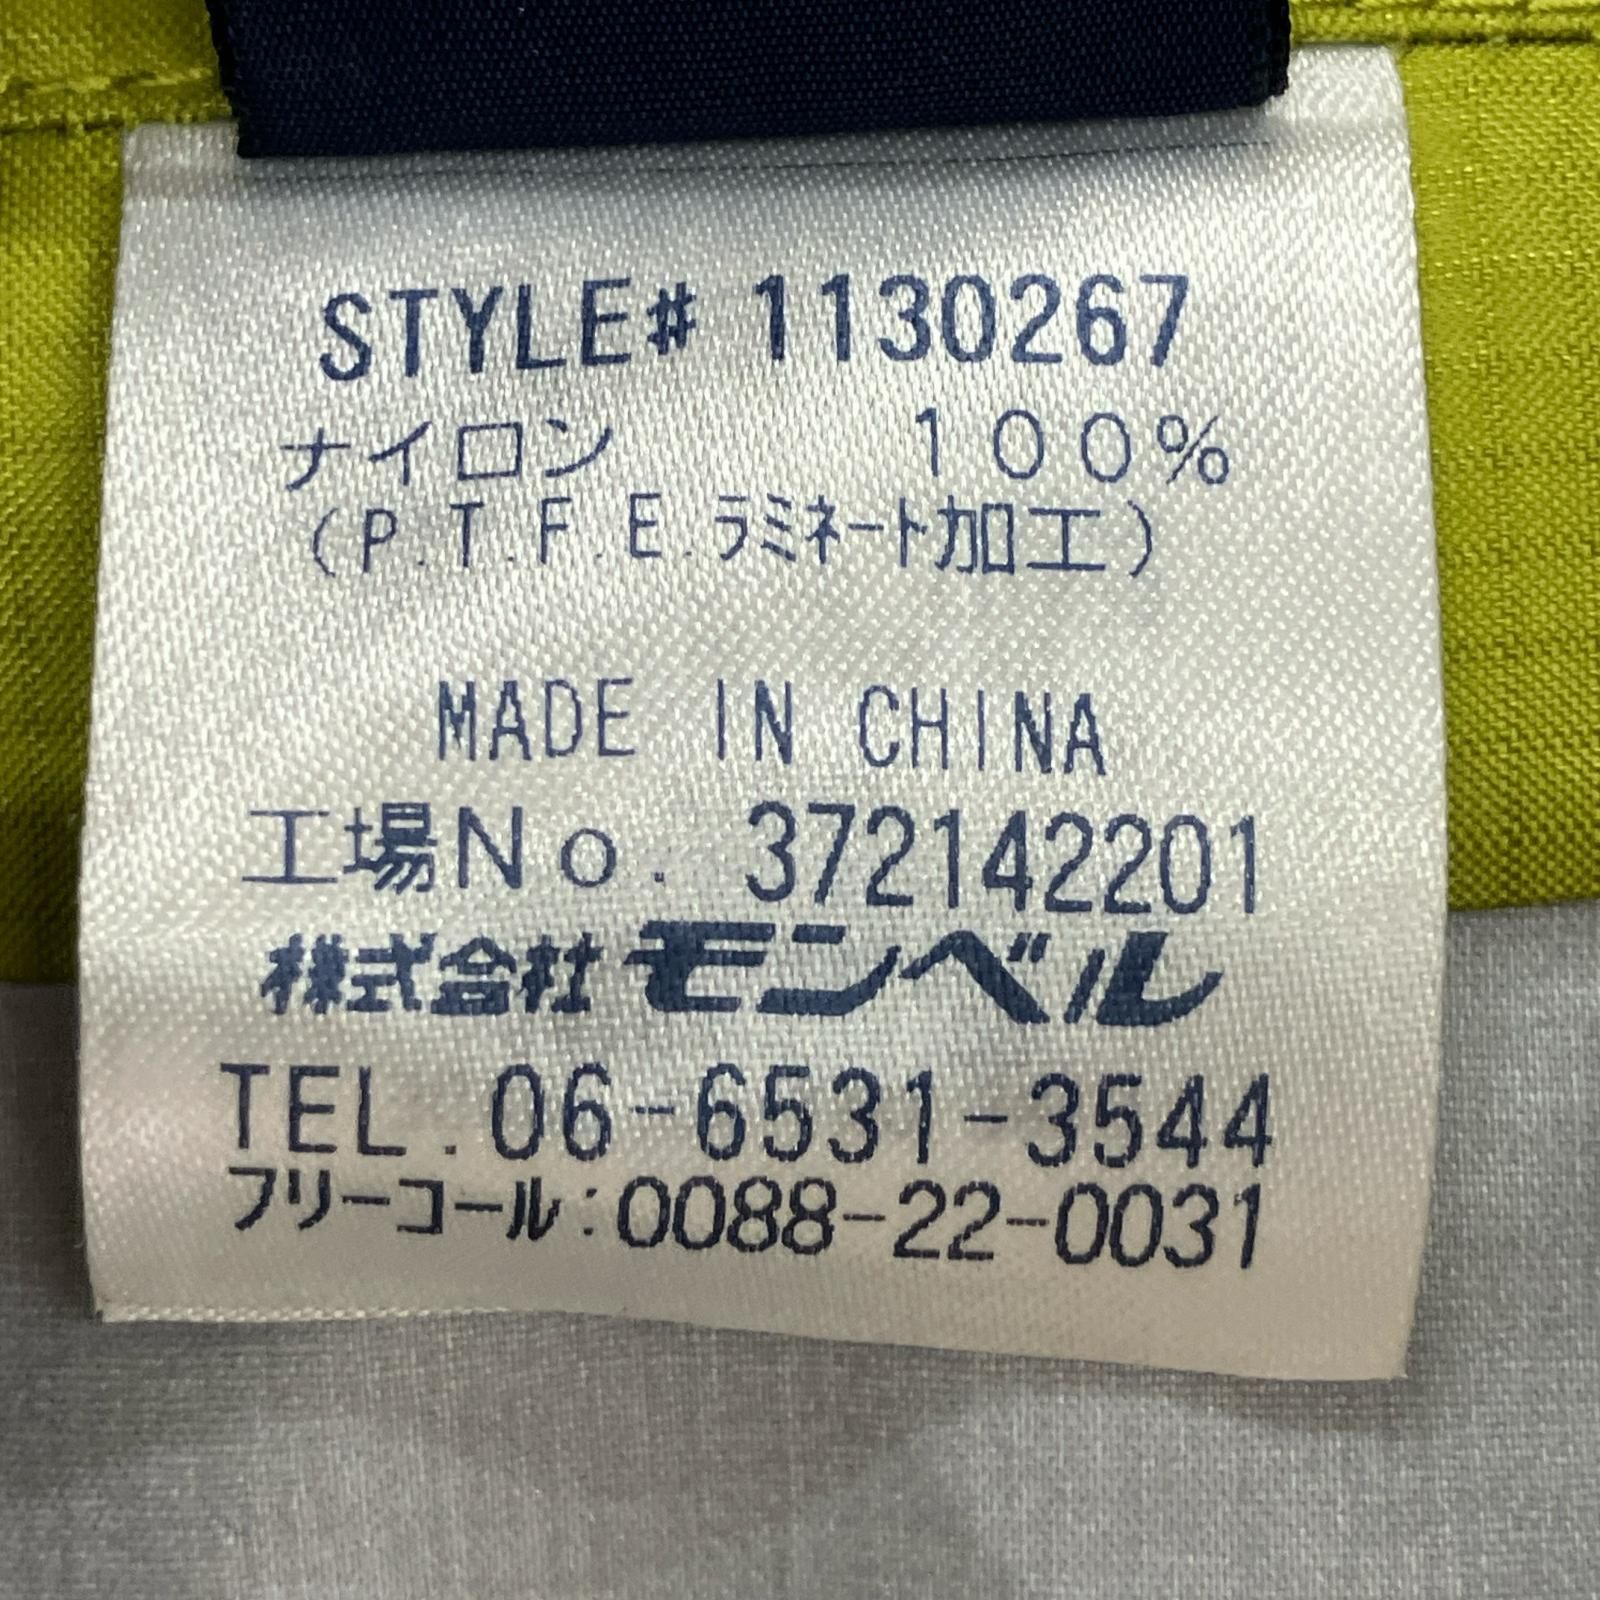 STYLE# 1130267
ナイロン 100%
(P.T.F.E.ラミネート加工)
MADE IN CHINA
工場No. 372142201
株式会社モンベル
TEL. 06-6531-3544
フリーコール:0088-22-0031